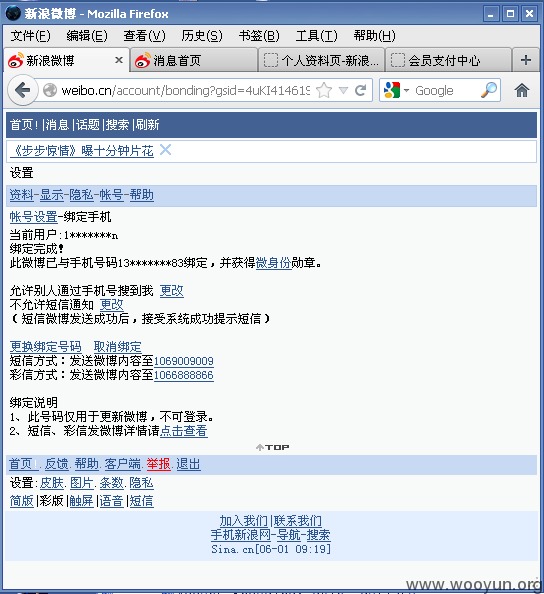 新浪微博 - Mozilla Firefox
文件(F) 编辑(E) 查看(V) 历史(S) 书签(B) 工具(T) 帮助(H)
新浪微博 消息首页 个人资料页-新浪... 会员支付中心
weibo.cn/account/bonding?gsid=4uKI41461S Google
首页!|消息|话题|搜索|刷新
《步步惊情》曝十分钟片花
设置
资料-显示-隐私-帐号-帮助
帐号设置-绑定手机
当前用户:1*******n
绑定完成!
此微博已与手机号码13*******83绑定，并获得微身份勋章。
允许别人通过手机号搜到我 更改
不允许短信通知 更改
（短信微博发送成功后，接受系统成功提示短信）
更换绑定号码 取消绑定
短信方式：发送微博内容至1069009009
彩信方式：发送微博内容至1066888866
绑定说明
1、此号码仅用于更新微博，不可登录。
2、短信、彩信发微博详情请点击查看
TOP
首页!.反馈.帮助.客户端.举报.退出
设置:皮肤.图片.条数.隐私
简版|彩版|触屏|语音|短信
加入我们|联系我们
手机新浪网-导航-搜索
Sina.cn[06-01 09:19]
www.wooyun.org